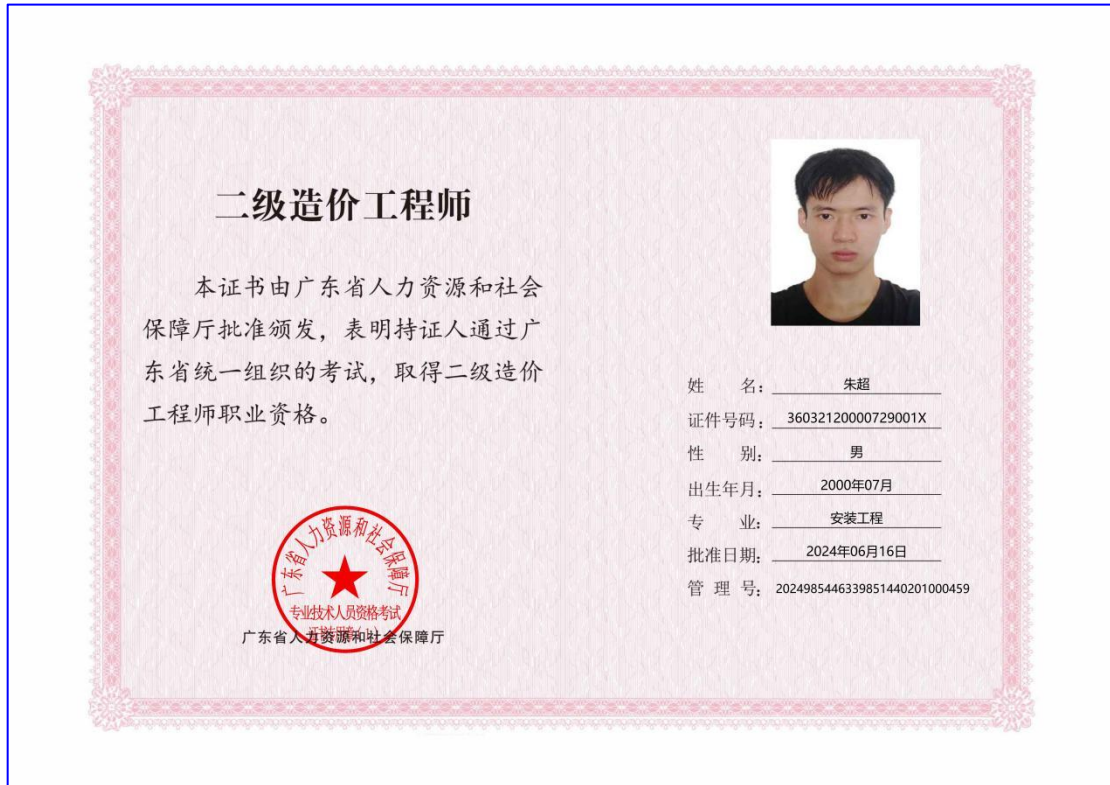 二级造价工程师
本证书由广东省人力资源和社会
保障厅批准颁发，表明持证人通过广
东省统一组织的考试，取得二级造价
工程师职业资格。
广东省人力资源和社会保障厅
专业技术人员资格考试
广东省人力资源和社会保障厅
姓 名： 朱超
证件号码： 36032120000729001X
性 别： 男
出生年月： 2000年07月
专 业： 安装工程
批准日期： 2024年06月16日
管 理 号： 2024985446339851440201000459